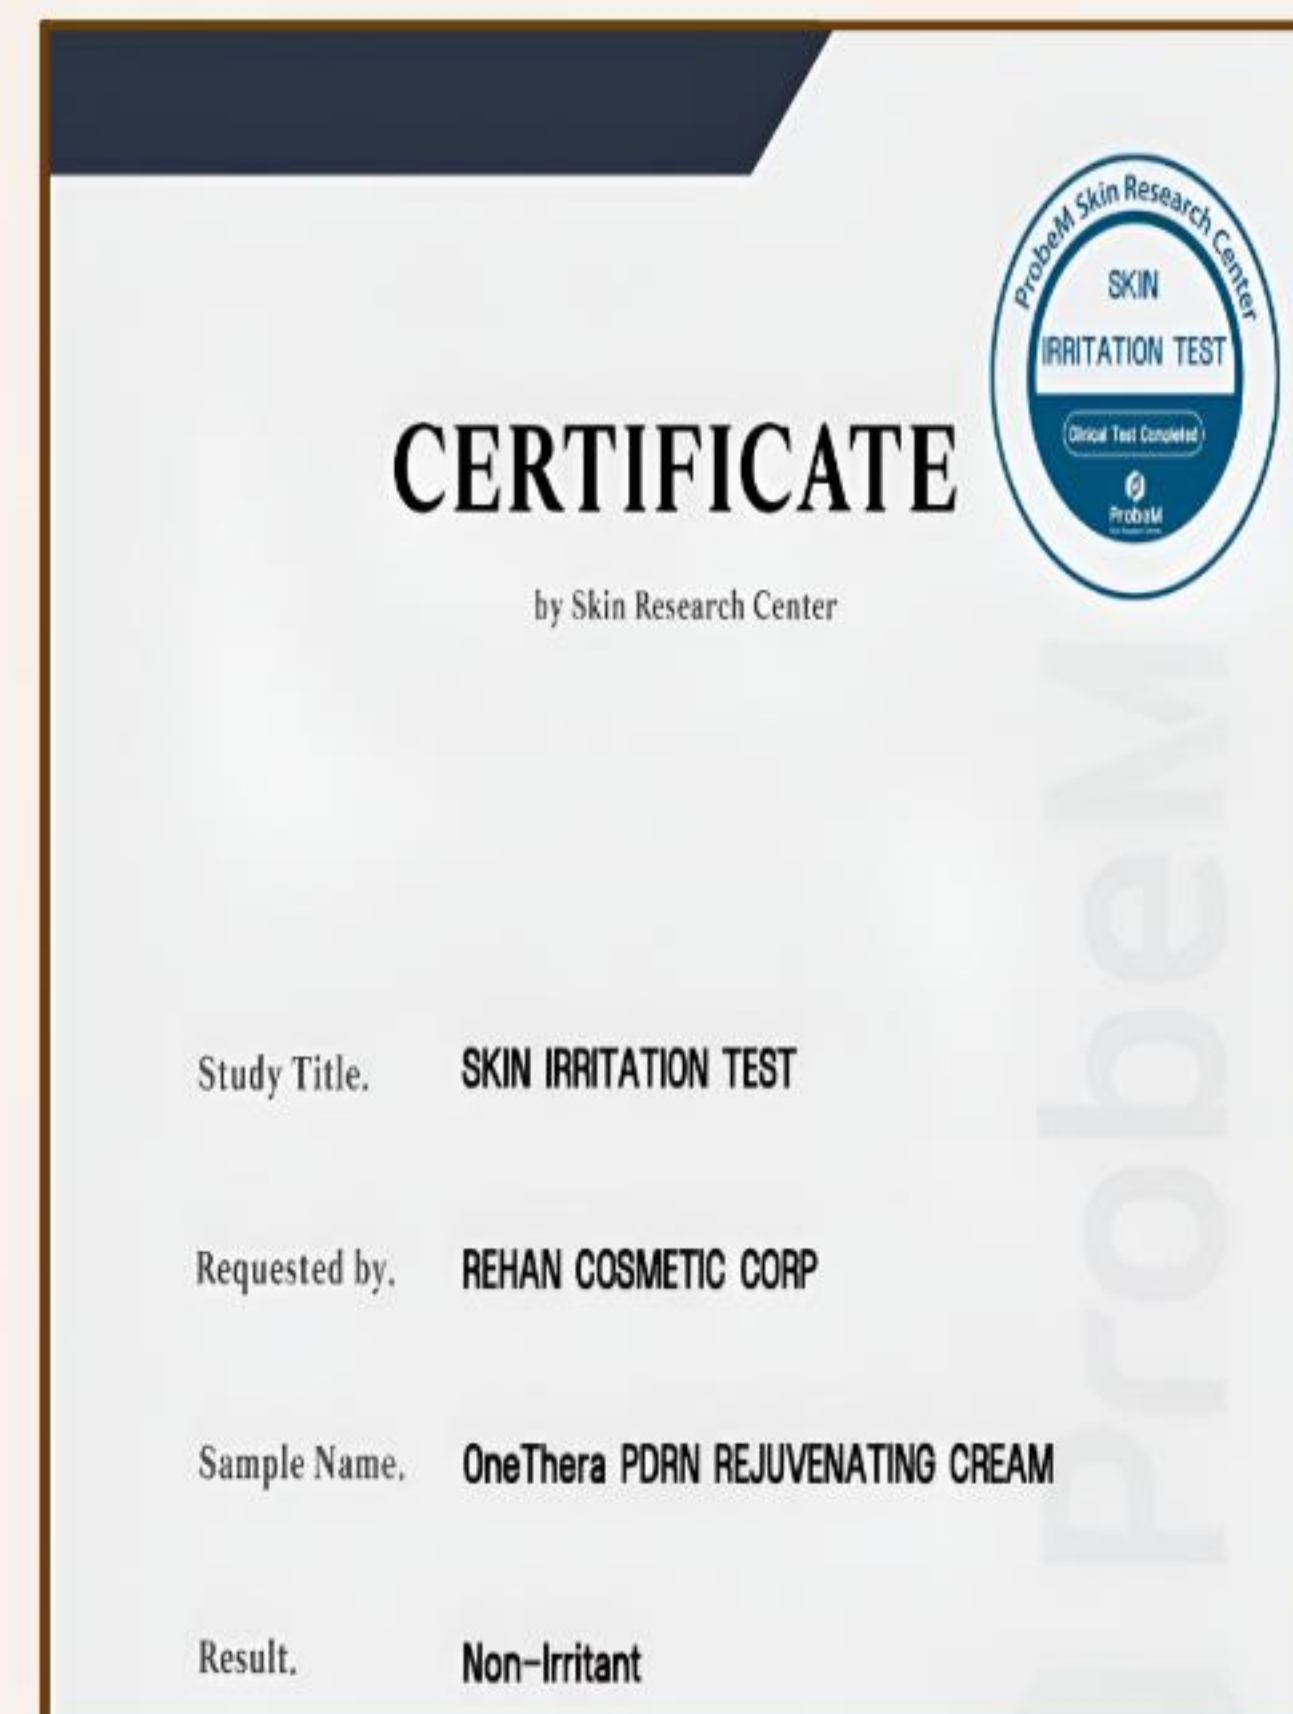 ProbeM Skin Research Center
SKIN
IRRITATION TEST
Clinical Test Completed
ProbeM
CERTIFICATE
by Skin Research Center
Study Title. SKIN IRRITATION TEST
Requested by. REHAN COSMETIC CORP
Sample Name. OneThera PDRN REJUVENATING CREAM
Result. Non-Irritant
ProbeM